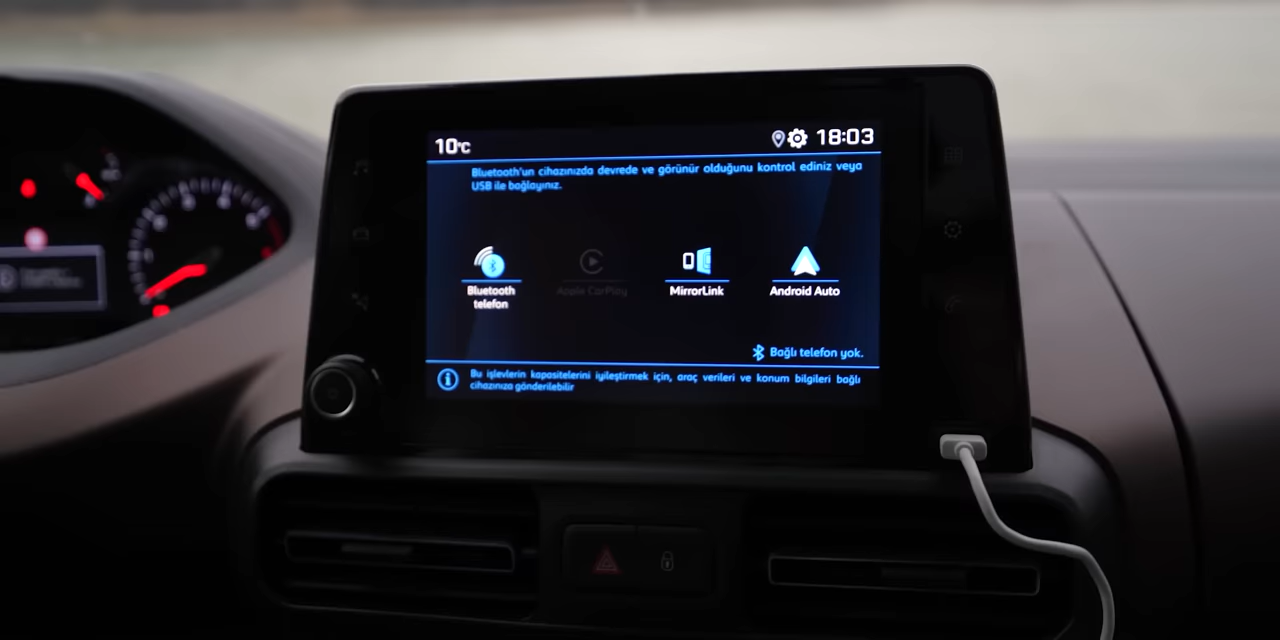 10°C
18:03
Bluetooth'un cihazınızda devrede ve görünür olduğunu kontrol ediniz veya
USB ile bağlayınız.
Bluetooth
telefon
Apple CarPlay
MirrorLink
Android Auto
Bağlı telefon yok.
Bu işlevlerin kapasitelerini iyileştirmek için, araç verileri ve konum bilgileri bağlı
cihazınıza gönderilebilir